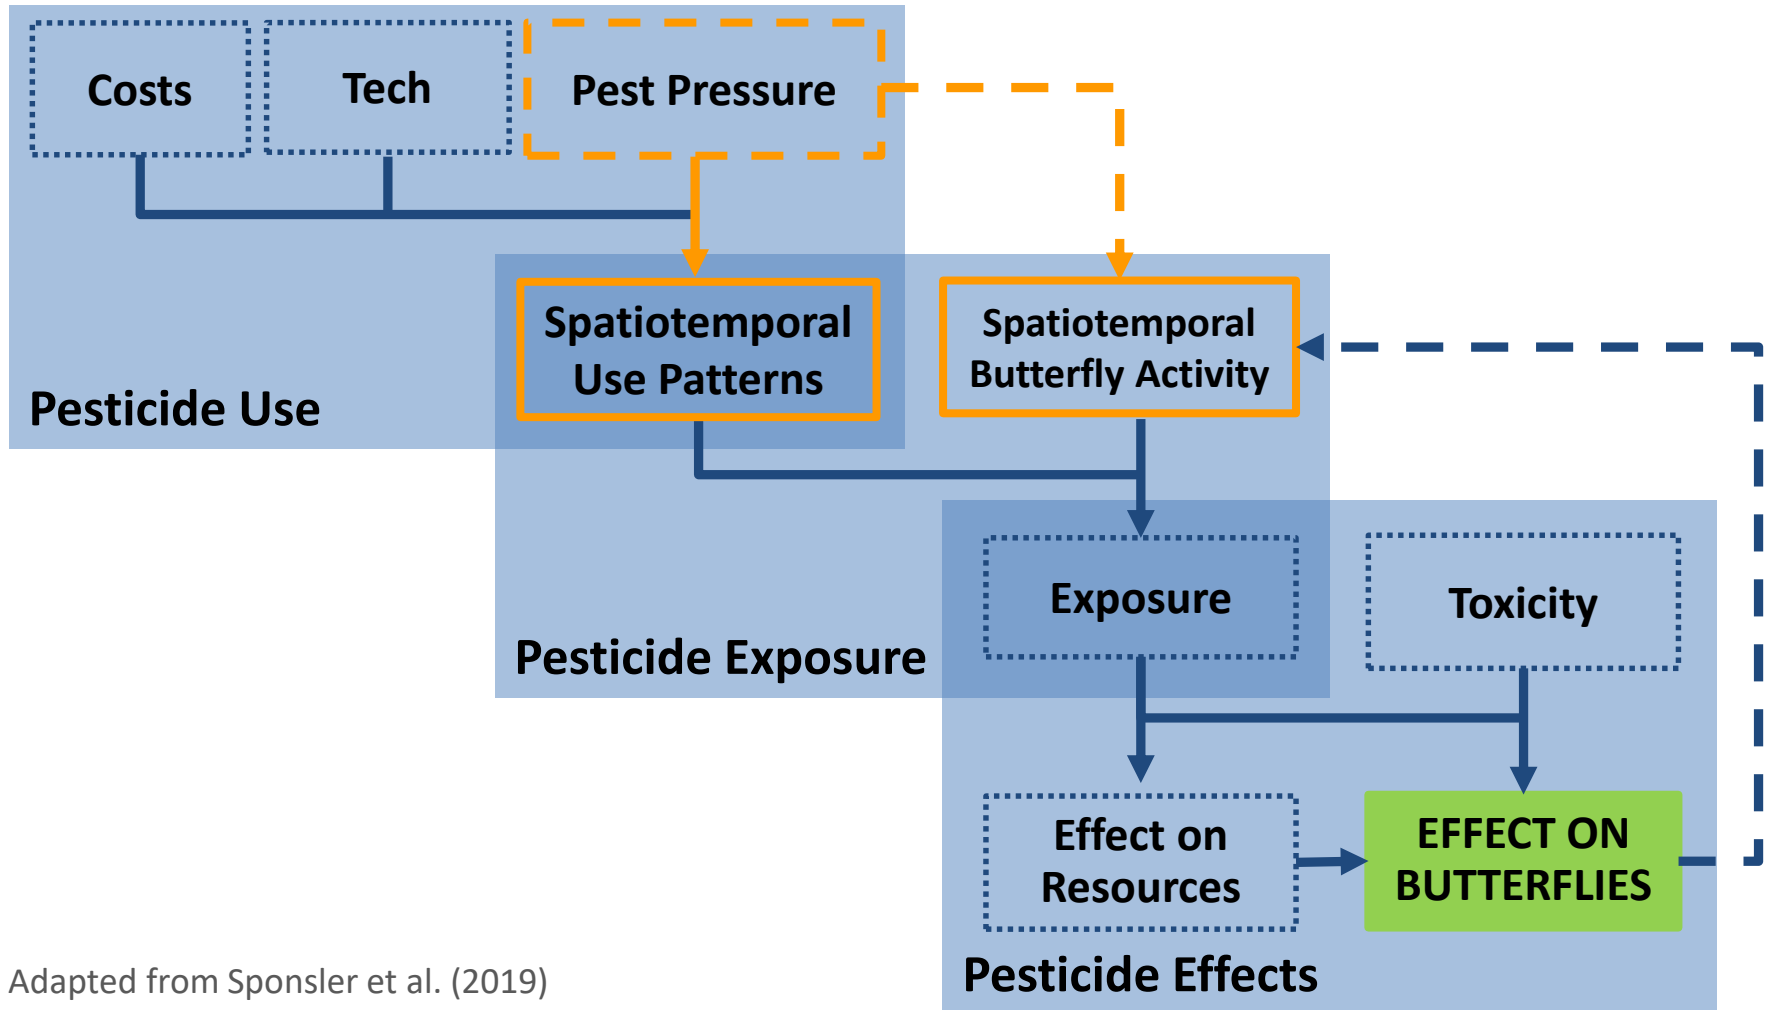 Costs
Tech
Pest Pressure
Spatiotemporal
Use Patterns
Spatiotemporal
Butterfly Activity
Pesticide Use
Exposure
Toxicity
Pesticide Exposure
Effect on
Resources
EFFECT ON
BUTTERFLIES
Pesticide Effects
Adapted from Sponsler et al. (2019)